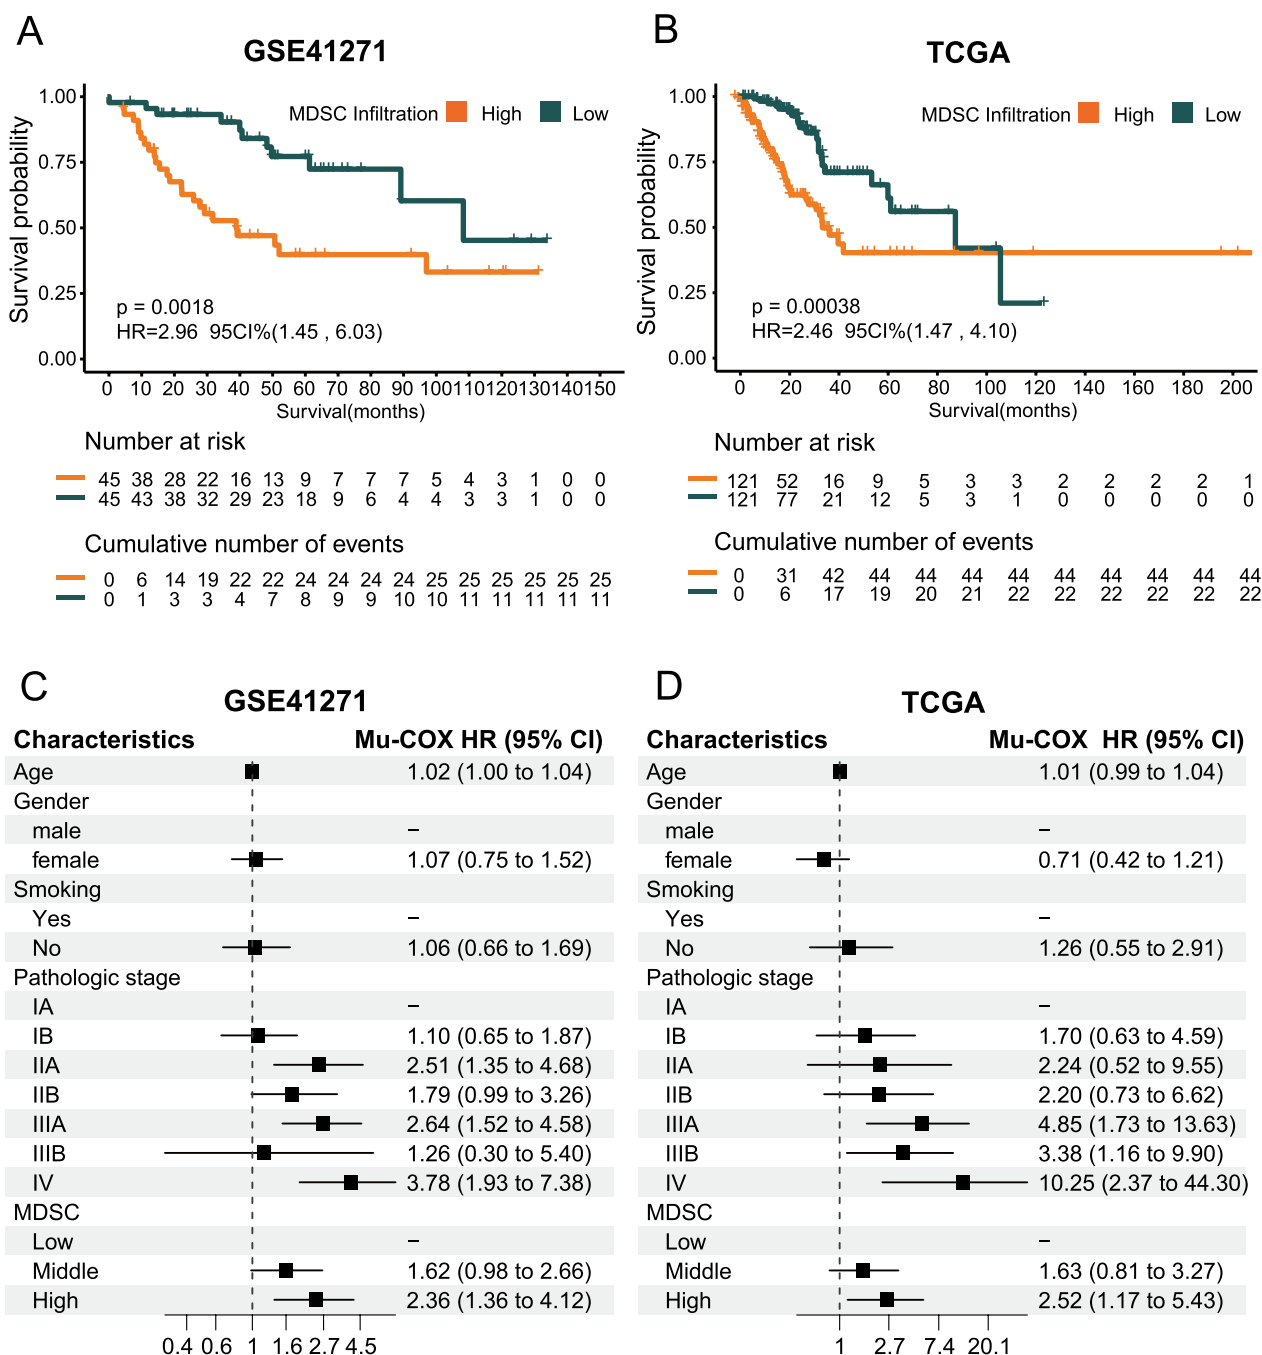 A
GSE41271
Survival probability
1.00
0.75
0.50
0.25
0.00
MDSC Infiltration High Low
p = 0.0018
HR=2.96 95CI%(1.45 , 6.03)
0 10 20 30 40 50 60 70 80 90 100 110 120 130 140 150
Survival(months)
Number at risk
45 38 28 22 16 13 9 7 7 7 5 4 3 1 0 0
45 43 38 32 29 23 18 9 6 4 4 3 3 1 0 0
Cumulative number of events
0 6 14 19 22 22 24 24 24 24 25 25 25 25 25 25
0 1 3 3 4 7 8 9 9 10 10 11 11 11 11 11
B
TCGA
Survival probability
1.00
0.75
0.50
0.25
0.00
MDSC Infiltration High Low
p = 0.00038
HR=2.46 95CI%(1.47 , 4.10)
0 20 40 60 80 100 120 140 160 180 200
Survival(months)
Number at risk
121 52 16 9 5 3 3 2 2 2 2 1
121 77 21 12 5 3 1 0 0 0 0 0
Cumulative number of events
0 31 42 44 44 44 44 44 44 44 44 44
0 6 17 19 20 21 22 22 22 22 22 22
C
GSE41271
Characteristics Mu-COX HR (95% CI)
Age 1.02 (1.00 to 1.04)
Gender
male –
female 1.07 (0.75 to 1.52)
Smoking
Yes –
No 1.06 (0.66 to 1.69)
Pathologic stage
IA –
IB 1.10 (0.65 to 1.87)
IIA 2.51 (1.35 to 4.68)
IIB 1.79 (0.99 to 3.26)
IIIA 2.64 (1.52 to 4.58)
IIIB 1.26 (0.30 to 5.40)
IV 3.78 (1.93 to 7.38)
MDSC
Low –
Middle 1.62 (0.98 to 2.66)
High 2.36 (1.36 to 4.12)
0.4 0.6 1 1.6 2.7 4.5
D
TCGA
Characteristics Mu-COX HR (95% CI)
Age 1.01 (0.99 to 1.04)
Gender
male –
female 0.71 (0.42 to 1.21)
Smoking
Yes –
No 1.26 (0.55 to 2.91)
Pathologic stage
IA –
IB 1.70 (0.63 to 4.59)
IIA 2.24 (0.52 to 9.55)
IIB 2.20 (0.73 to 6.62)
IIIA 4.85 (1.73 to 13.63)
IIIB 3.38 (1.16 to 9.90)
IV 10.25 (2.37 to 44.30)
MDSC
Low –
Middle 1.63 (0.81 to 3.27)
High 2.52 (1.17 to 5.43)
1 2.7 7.4 20.1